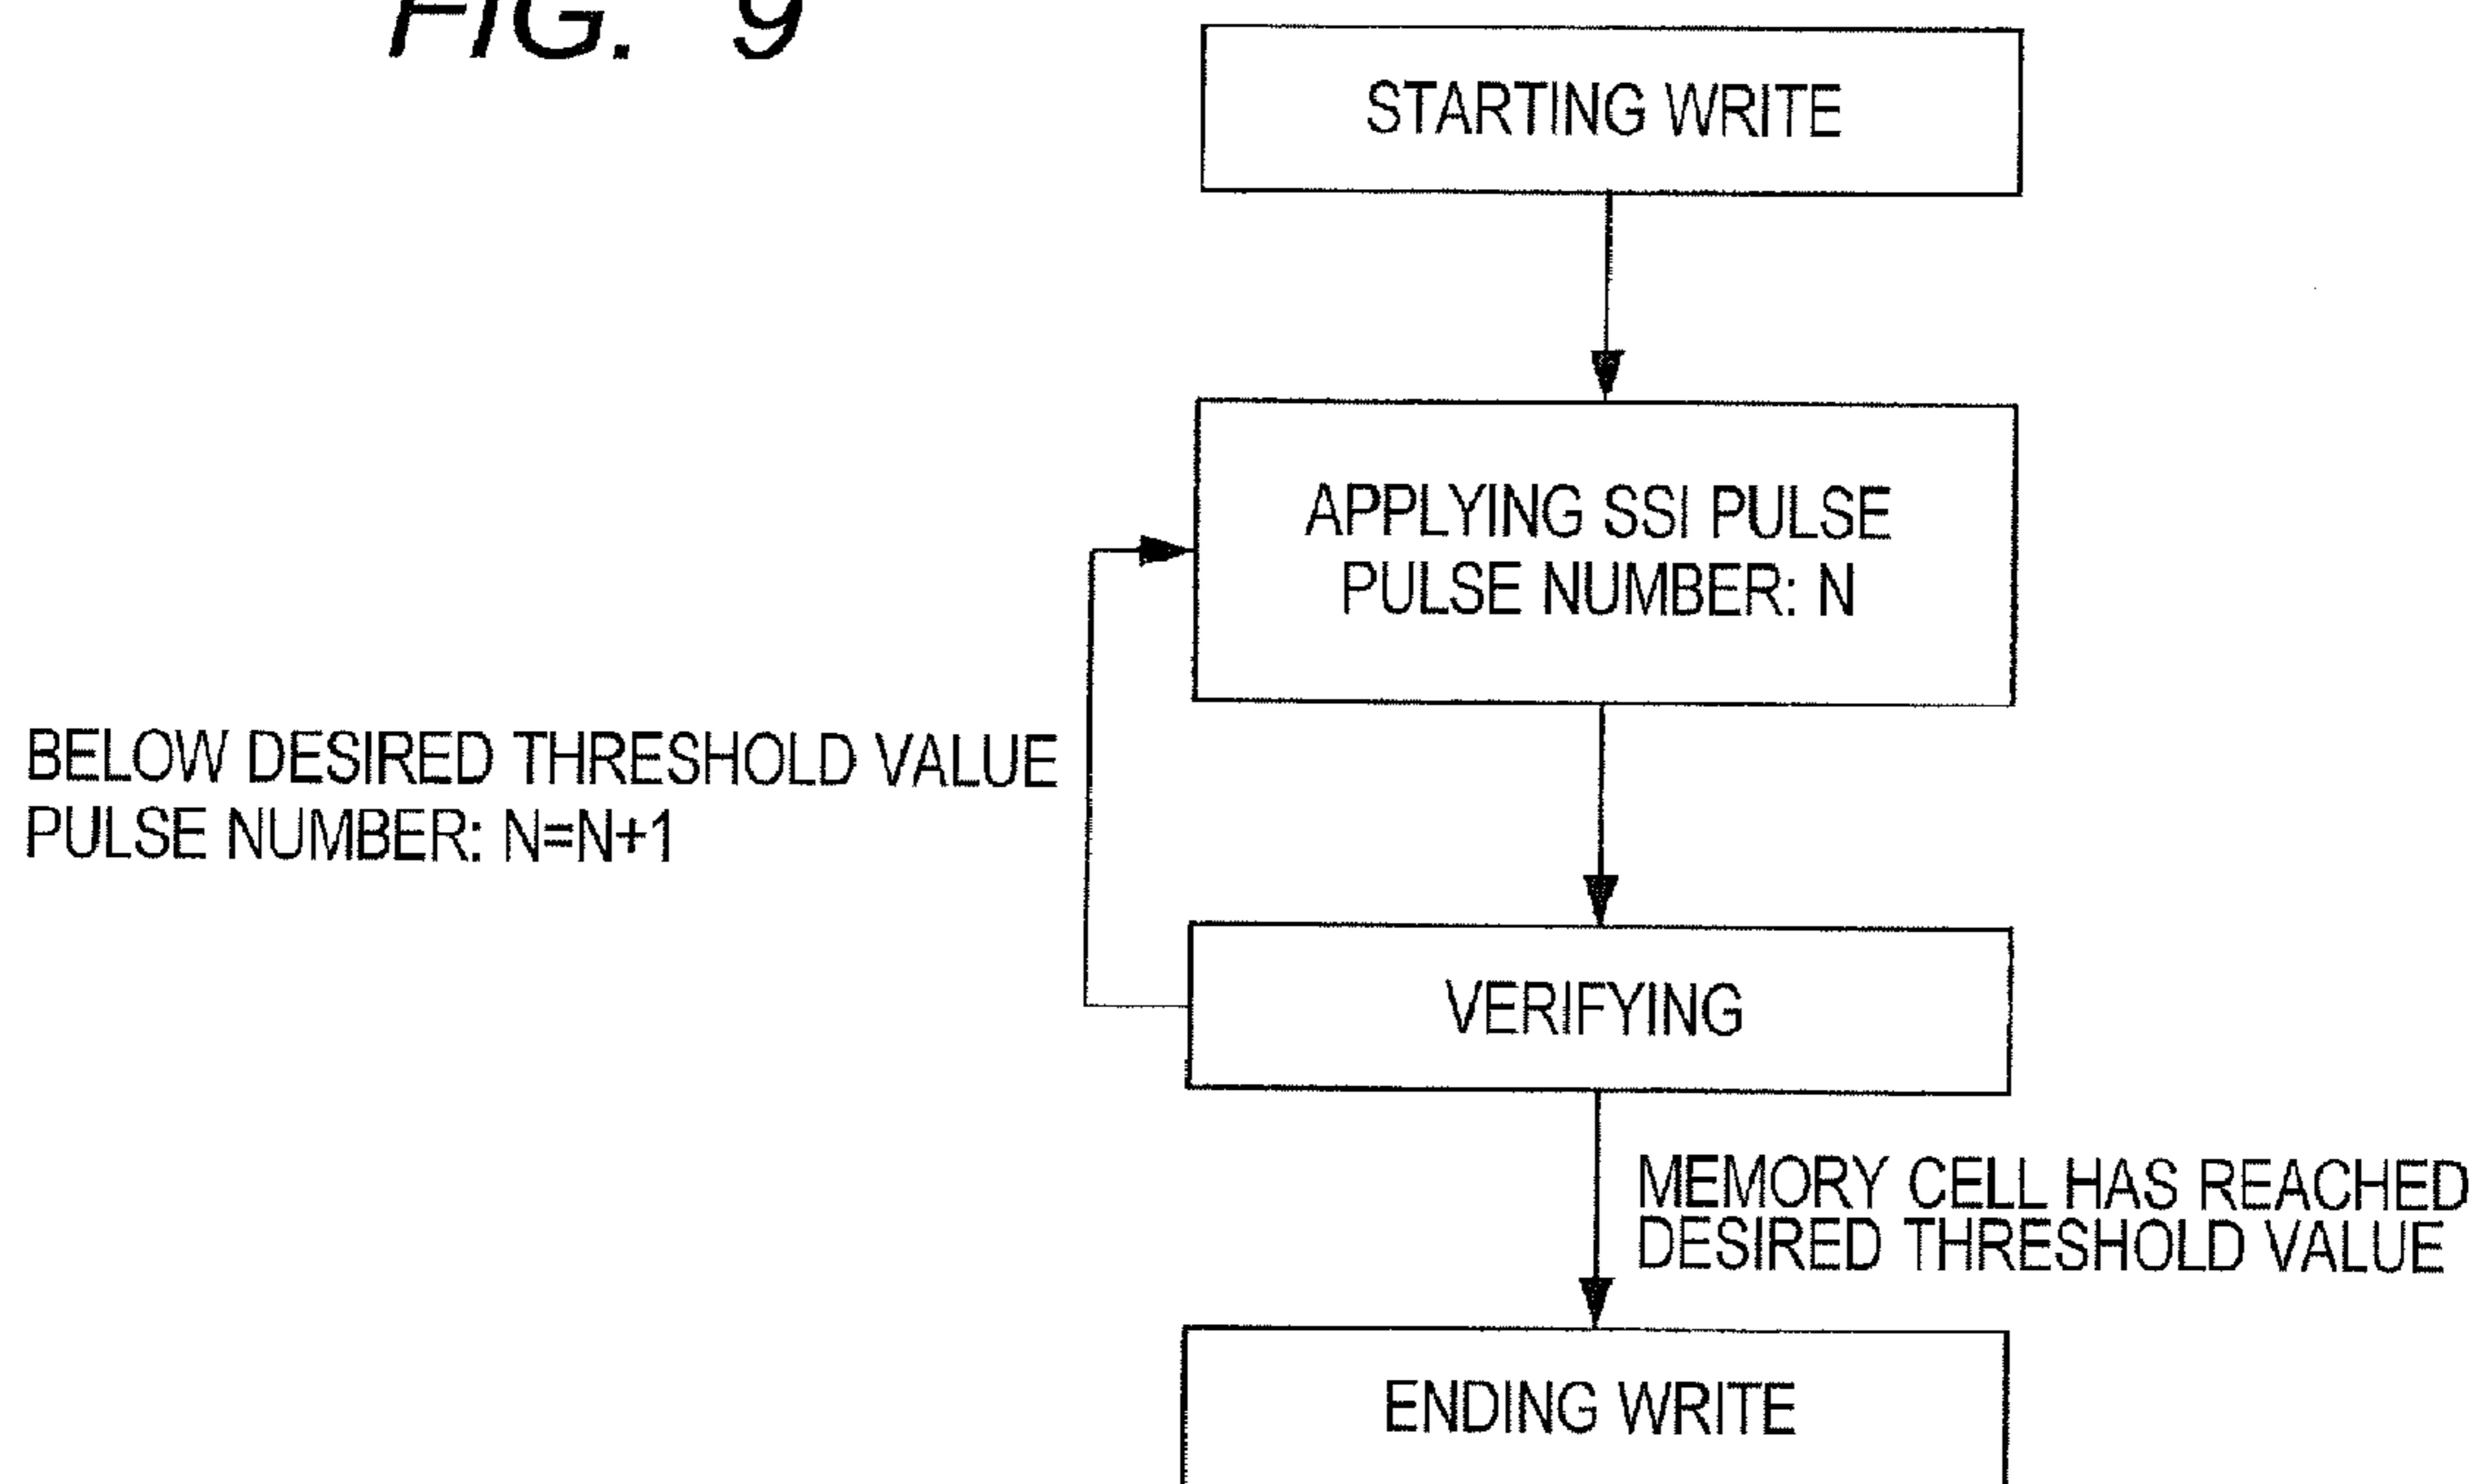 FIG. 9
STARTING WRITE
APPLYING SSI PULSE
PULSE NUMBER: N
BELOW DESIRED THRESHOLD VALUE
PULSE NUMBER: N=N+1
VERIFYING
MEMORY CELL HAS REACHED
DESIRED THRESHOLD VALUE
ENDING WRITE